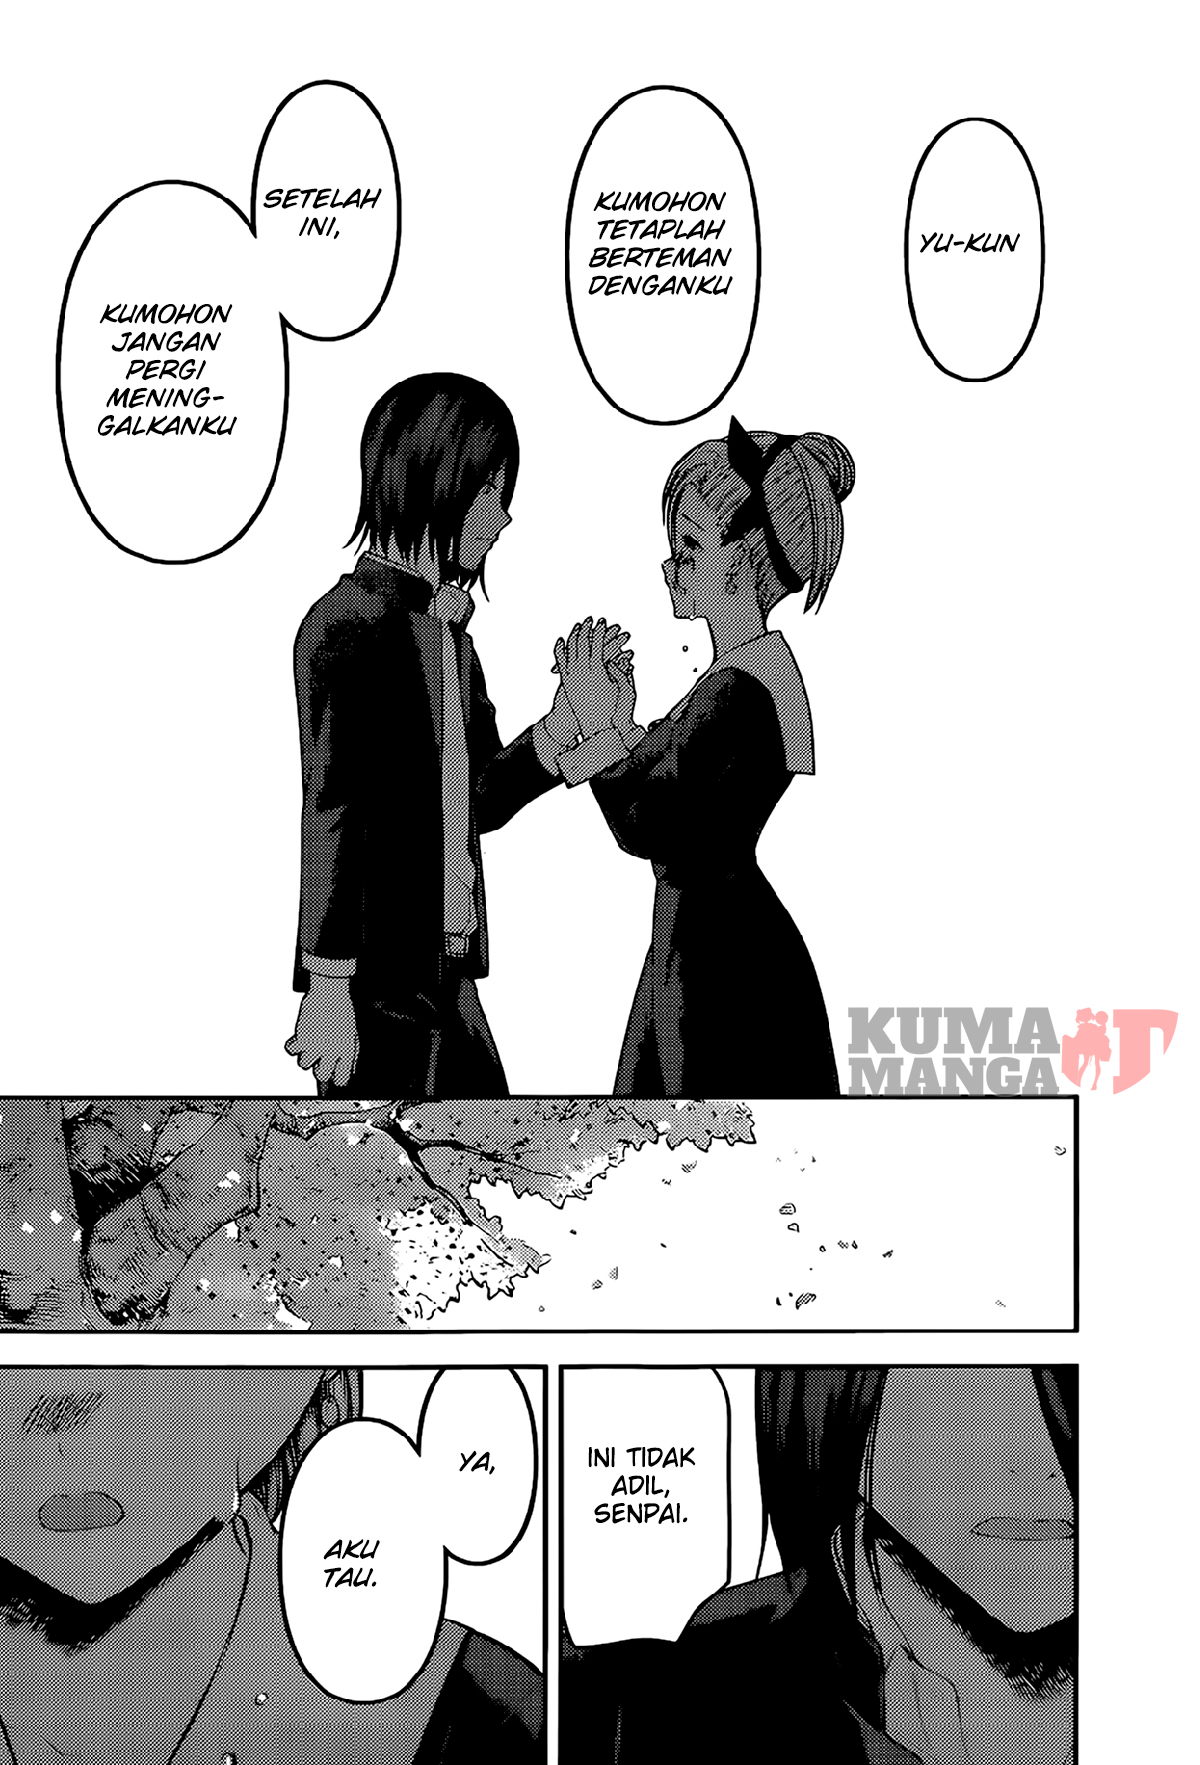 YU-KUN
KUMOHON
TETAPLAH
BERTEMAN
DENGANKU
SETELAH
INI,
KUMOHON
JANGAN
PERGI
MENING-
GALKANKU
KUMA
MANGA
INI TIDAK
ADIL,
SENPAI.
YA,
AKU
TAU.